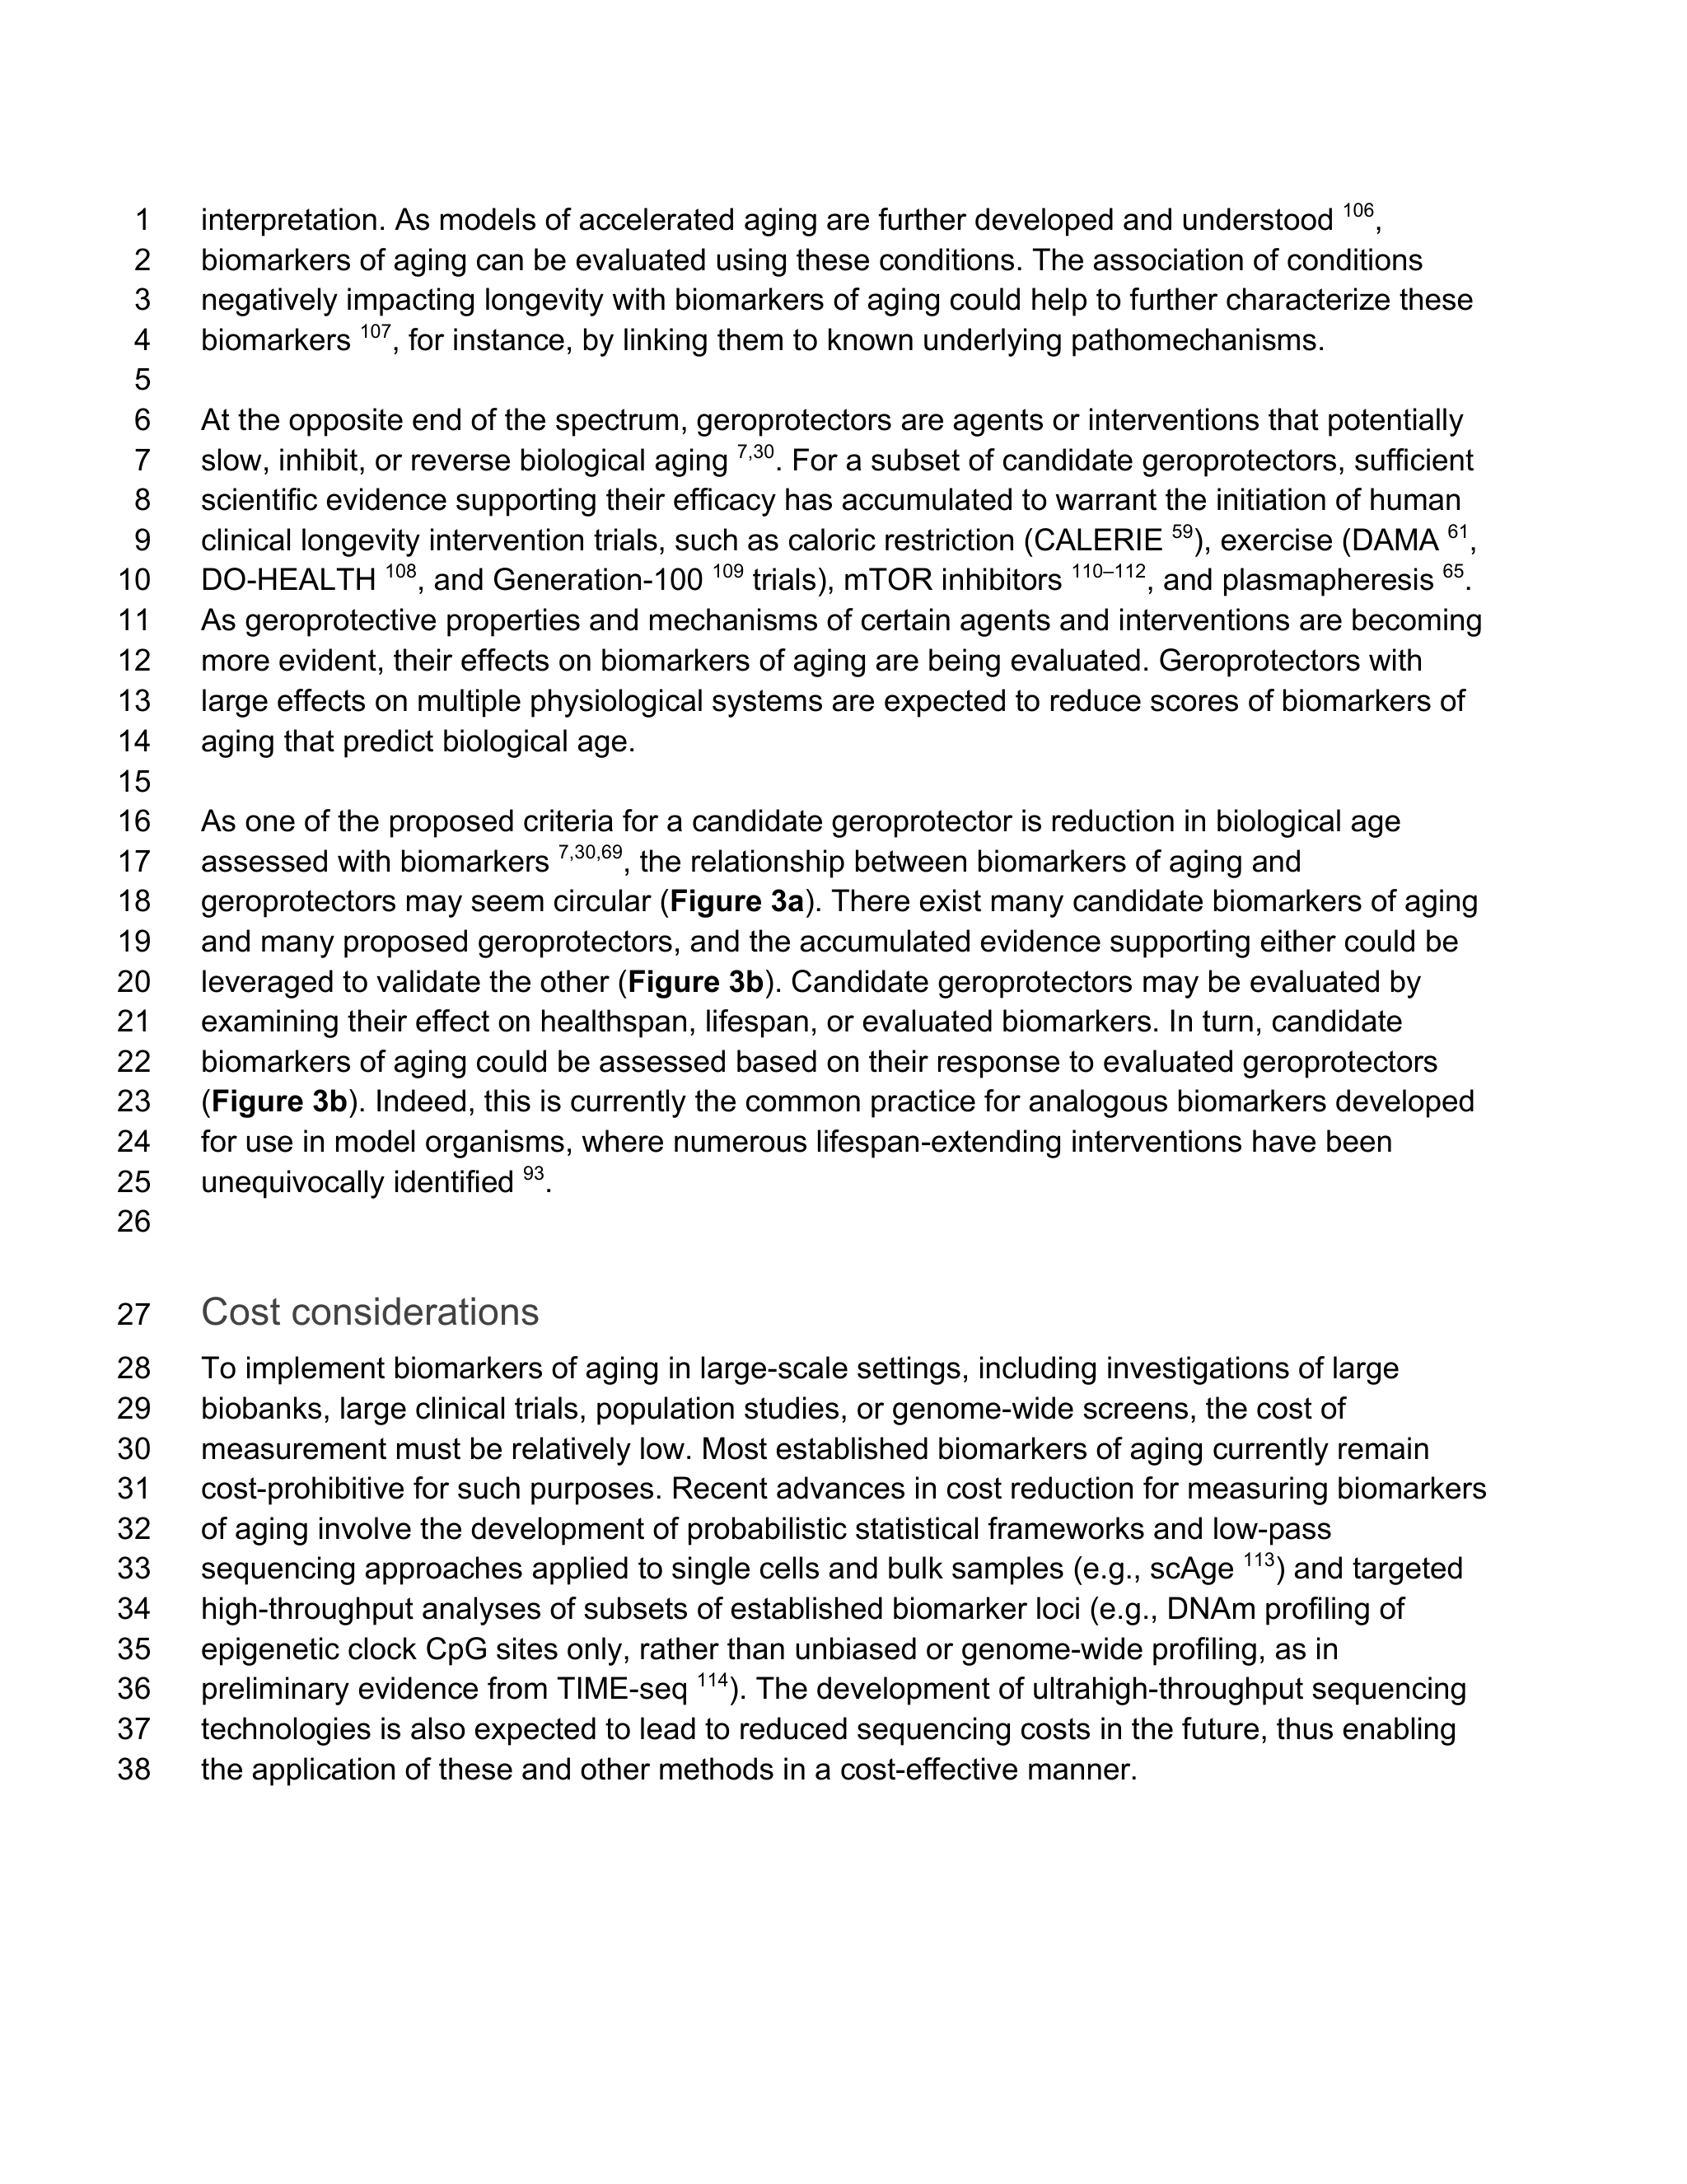 1 interpretation. As models of accelerated aging are further developed and understood 106,
2 biomarkers of aging can be evaluated using these conditions. The association of conditions
3 negatively impacting longevity with biomarkers of aging could help to further characterize these
4 biomarkers 107, for instance, by linking them to known underlying pathomechanisms.
5
6 At the opposite end of the spectrum, geroprotectors are agents or interventions that potentially
7 slow, inhibit, or reverse biological aging 7,30. For a subset of candidate geroprotectors, sufficient
8 scientific evidence supporting their efficacy has accumulated to warrant the initiation of human
9 clinical longevity intervention trials, such as caloric restriction (CALERIE 59), exercise (DAMA 61,
10 DO-HEALTH 108, and Generation-100 109 trials), mTOR inhibitors 110–112, and plasmapheresis 65.
11 As geroprotective properties and mechanisms of certain agents and interventions are becoming
12 more evident, their effects on biomarkers of aging are being evaluated. Geroprotectors with
13 large effects on multiple physiological systems are expected to reduce scores of biomarkers of
14 aging that predict biological age.
15
16 As one of the proposed criteria for a candidate geroprotector is reduction in biological age
17 assessed with biomarkers 7,30,69, the relationship between biomarkers of aging and
18 geroprotectors may seem circular (Figure 3a). There exist many candidate biomarkers of aging
19 and many proposed geroprotectors, and the accumulated evidence supporting either could be
20 leveraged to validate the other (Figure 3b). Candidate geroprotectors may be evaluated by
21 examining their effect on healthspan, lifespan, or evaluated biomarkers. In turn, candidate
22 biomarkers of aging could be assessed based on their response to evaluated geroprotectors
23 (Figure 3b). Indeed, this is currently the common practice for analogous biomarkers developed
24 for use in model organisms, where numerous lifespan-extending interventions have been
25 unequivocally identified 93.
26
27 Cost considerations
28 To implement biomarkers of aging in large-scale settings, including investigations of large
29 biobanks, large clinical trials, population studies, or genome-wide screens, the cost of
30 measurement must be relatively low. Most established biomarkers of aging currently remain
31 cost-prohibitive for such purposes. Recent advances in cost reduction for measuring biomarkers
32 of aging involve the development of probabilistic statistical frameworks and low-pass
33 sequencing approaches applied to single cells and bulk samples (e.g., scAge 113) and targeted
34 high-throughput analyses of subsets of established biomarker loci (e.g., DNAm profiling of
35 epigenetic clock CpG sites only, rather than unbiased or genome-wide profiling, as in
36 preliminary evidence from TIME-seq 114). The development of ultrahigh-throughput sequencing
37 technologies is also expected to lead to reduced sequencing costs in the future, thus enabling
38 the application of these and other methods in a cost-effective manner.